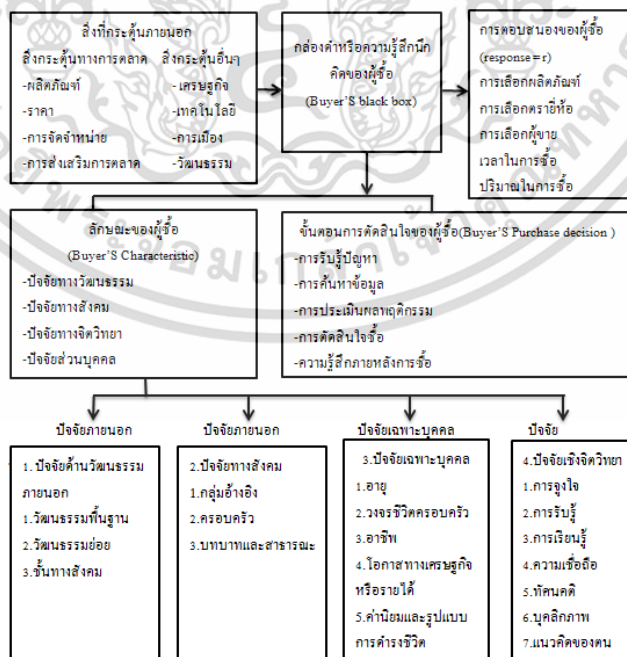 สิ่งที่กระตุ้นภายนอก
สิ่งกระตุ้นทางการตลาด สิ่งกระตุ้นอื่นๆ
-ผลิตภัณฑ์ -เศรษฐกิจ
-ราคา -เทคโนโลยี
-การจัดจำหน่าย -การเมือง
-การส่งเสริมการตลาด -วัฒนธรรม
กล่องดำหรือความรู้สึกนึก
คิดของผู้ซื้อ
(Buyer'S black box)
การตอบสนองของผู้ซื้อ
(response=r)
การเลือกผลิตภัณฑ์
การเลือกตรายี่ห้อ
การเลือกผู้ขาย
เวลาในการซื้อ
ปริมาณในการซื้อ
ลักษณะของผู้ซื้อ
(Buyer'S Characteristic)
-ปัจจัยทางวัฒนธรรม
-ปัจจัยทางสังคม
-ปัจจัยทางจิตวิทยา
-ปัจจัยส่วนบุคคล
ขั้นตอนการตัดสินใจของผู้ซื้อ(Buyer'S Purchase decision )
-การรับรู้ปัญหา
-การค้นหาข้อมูล
-การประเมินผลพฤติกรรม
-การตัดสินใจซื้อ
-ความรู้สึกภายหลังการซื้อ
ปัจจัยภายนอก
1.ปัจจัยด้านวัฒนธรรม
ภายนอก
1.วัฒนธรรมพื้นฐาน
2.วัฒนธรรมย่อย
3.ชั้นทางสังคม
ปัจจัยภายนอก
2.ปัจจัยทางสังคม
1.กลุ่มอ้างอิง
2.ครอบครัว
3.บทบาทและสาธารณะ
ปัจจัยเฉพาะบุคคล
3.ปัจจัยเฉพาะบุคคล
1.อายุ
2.วงจรชีวิตครอบครัว
3.อาชีพ
4.โอกาสทางเศรษฐกิจ
หรือรายได้
5.ค่านิยมและรูปแบบ
การดำรงชีวิต
ปัจจัย
4.ปัจจัยเชิงจิตวิทยา
1.การจูงใจ
2.การรับรู้
3.การเรียนรู้
4.ความเชื่อถือ
5.ทัศนคติ
6.บุคลิกภาพ
7.แนวคิดของตน